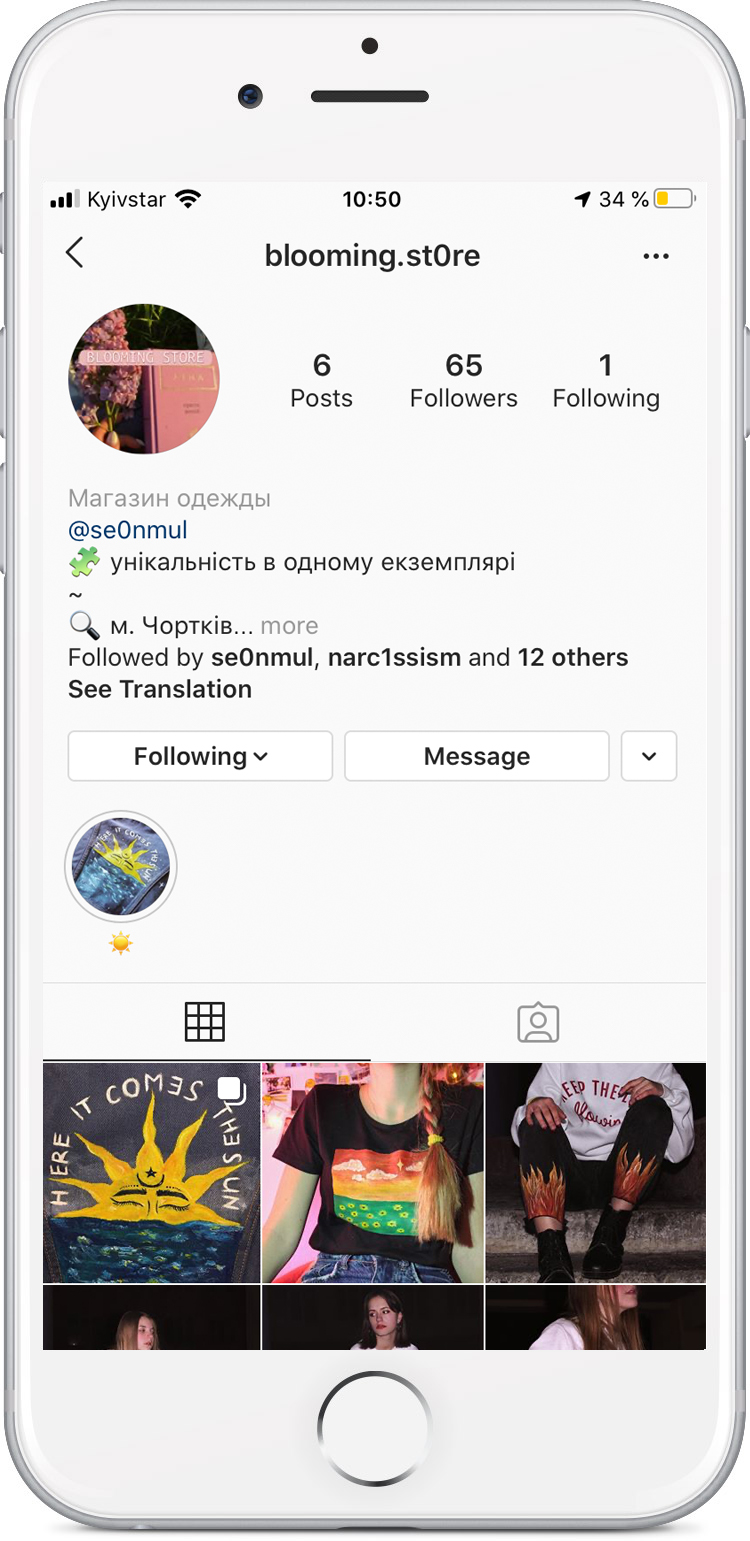 Kyivstar 10:50 34 %
blooming.st0re
BLOOMING STORE
6 65 1
Posts Followers Following
Магазин одежды
@se0nmul
🧩 унікальність в одному екземплярі
~
🔍 м. Чортків... more
Followed by se0nmul, narc1ssism and 12 others
See Translation
Following Message
HERE IT COMES THE SUN
☀️
HERE IT COMES THE SUN
KEEP THE